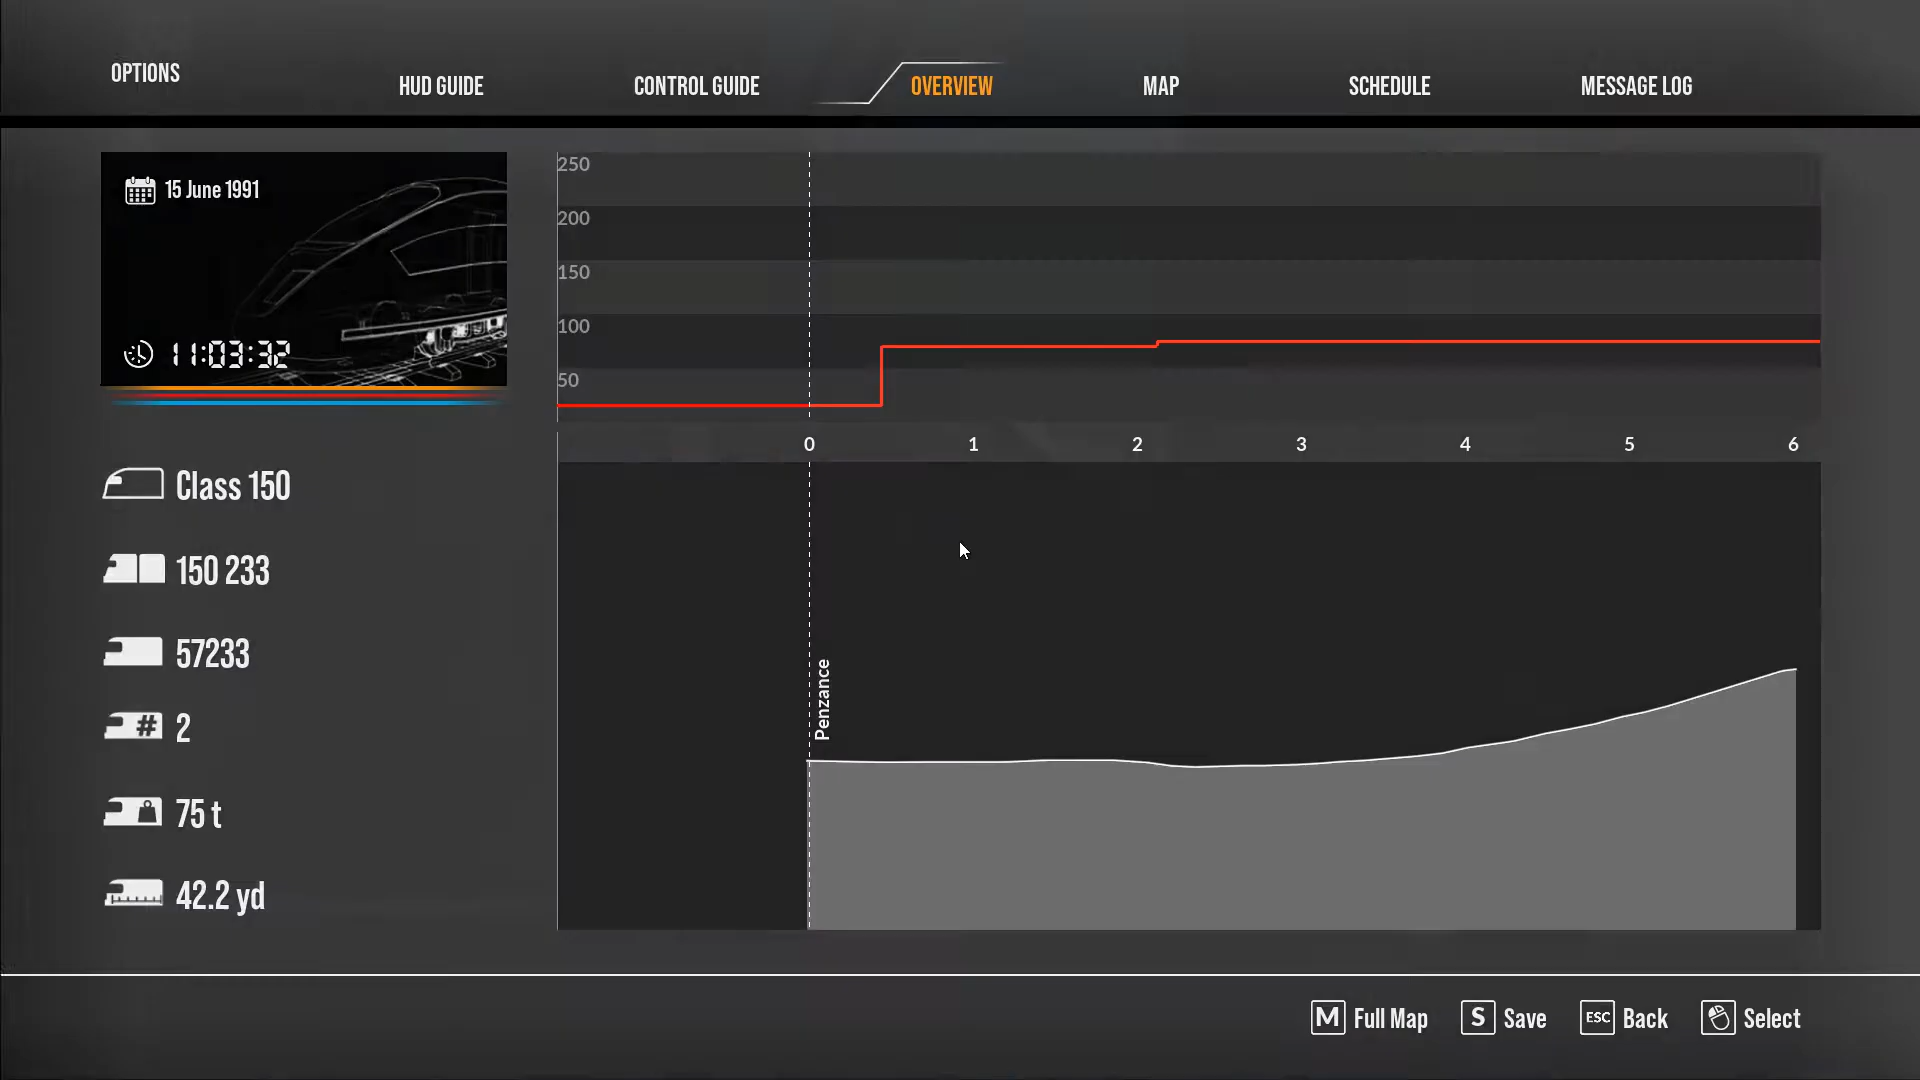 OPTIONS
HUD GUIDE
CONTROL GUIDE
OVERVIEW
MAP
SCHEDULE
MESSAGE LOG
15 June 1991
11:03:32
Class 150
150 233
57233
# 2
75 t
42.2 yd
250
200
150
100
50
0 1 2 3 4 5 6
Penzance
M Full Map
S Save
ESC Back
Select